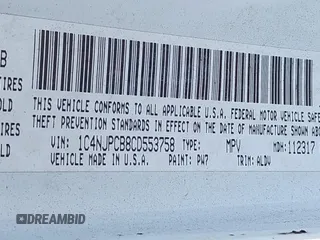 B
TIRES
OLD
THIS VEHICLE CONFORMS TO ALL APPLICABLE U.S.A. FEDERAL MOTOR VEHICLE SAFE
THEFT PREVENTION STANDARDS IN EFFECT ON THE DATE OF MANUFACTURE SHOWN ABO
TIRES
OLD
VIN: 1C4NJPCB8CD553758 TYPE: MPV MDH: 112317
VEHICLE MADE IN U.S.A. PAINT: PW7 TRIM: ALDV
DREAMBID